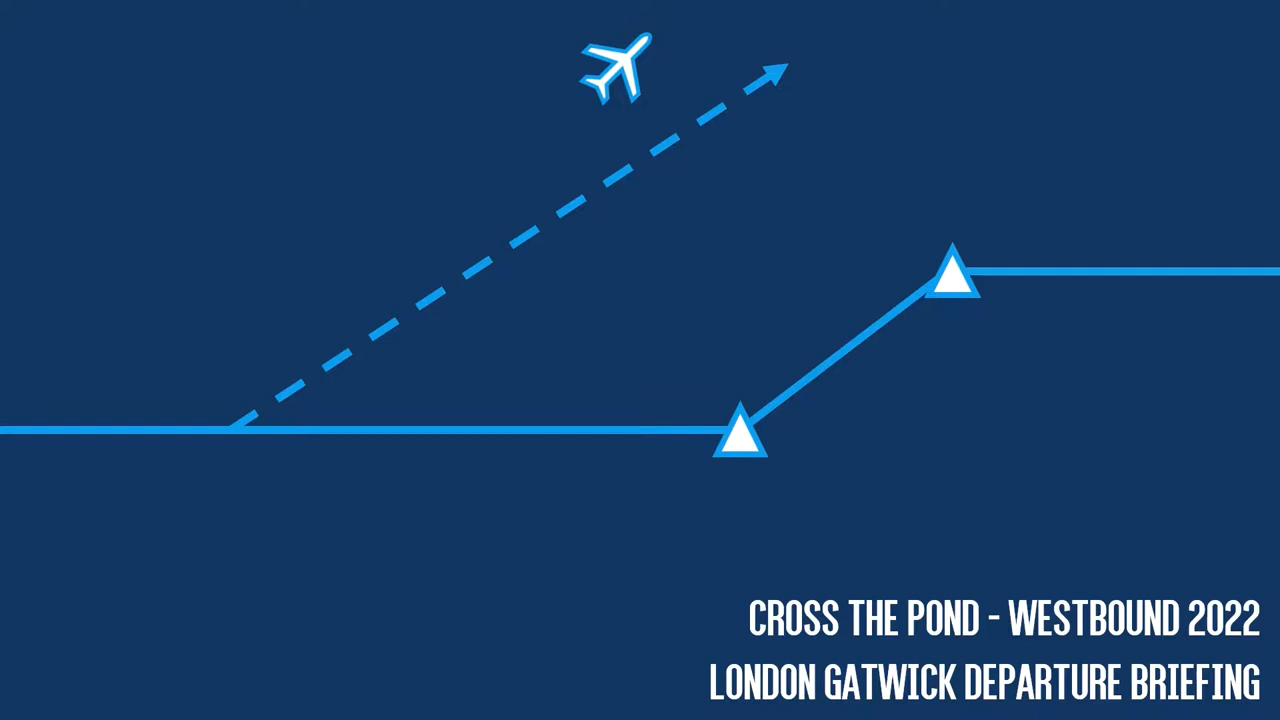 CROSS THE POND - WESTBOUND 2022
LONDON GATWICK DEPARTURE BRIEFING